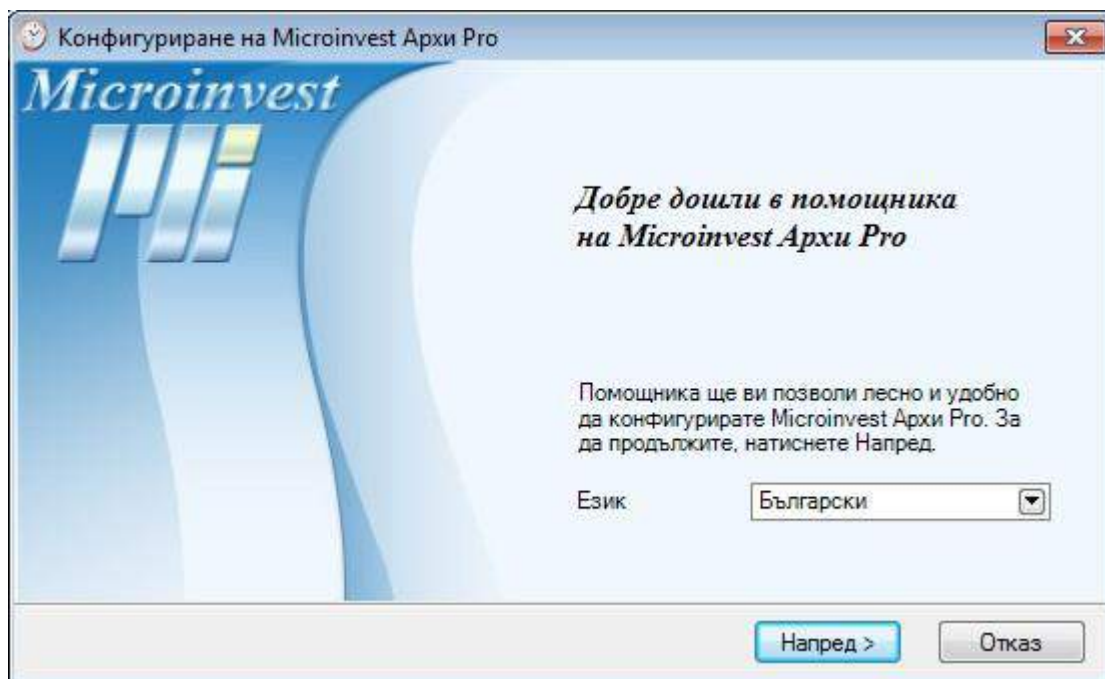 Конфигуриране на Microinvest Архи Pro
Microinvest
Добре дошли в помощника
на Microinvest Архи Pro
Помощника ще ви позволи лесно и удобно
да конфигурирате Microinvest Архи Pro. За
да продължите, натиснете Напред.
Език Български
Напред > Отказ